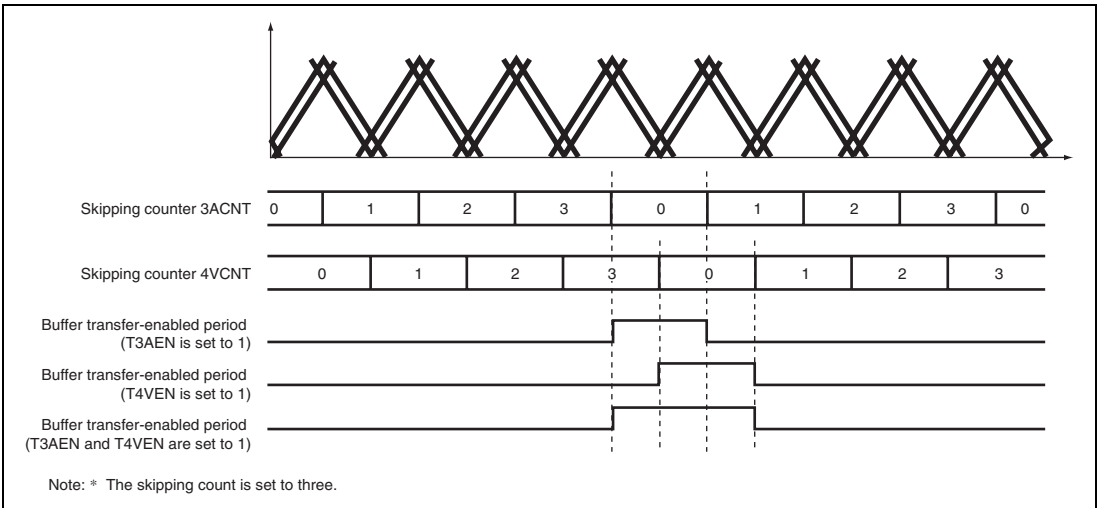 Skipping counter 3ACNT 0 1 2 3 0 1 2 3 0
Skipping counter 4VCNT 0 1 2 3 0 1 2 3
Buffer transfer-enabled period
(T3AEN is set to 1)
Buffer transfer-enabled period
(T4VEN is set to 1)
Buffer transfer-enabled period
(T3AEN and T4VEN are set to 1)
Note: * The skipping count is set to three.